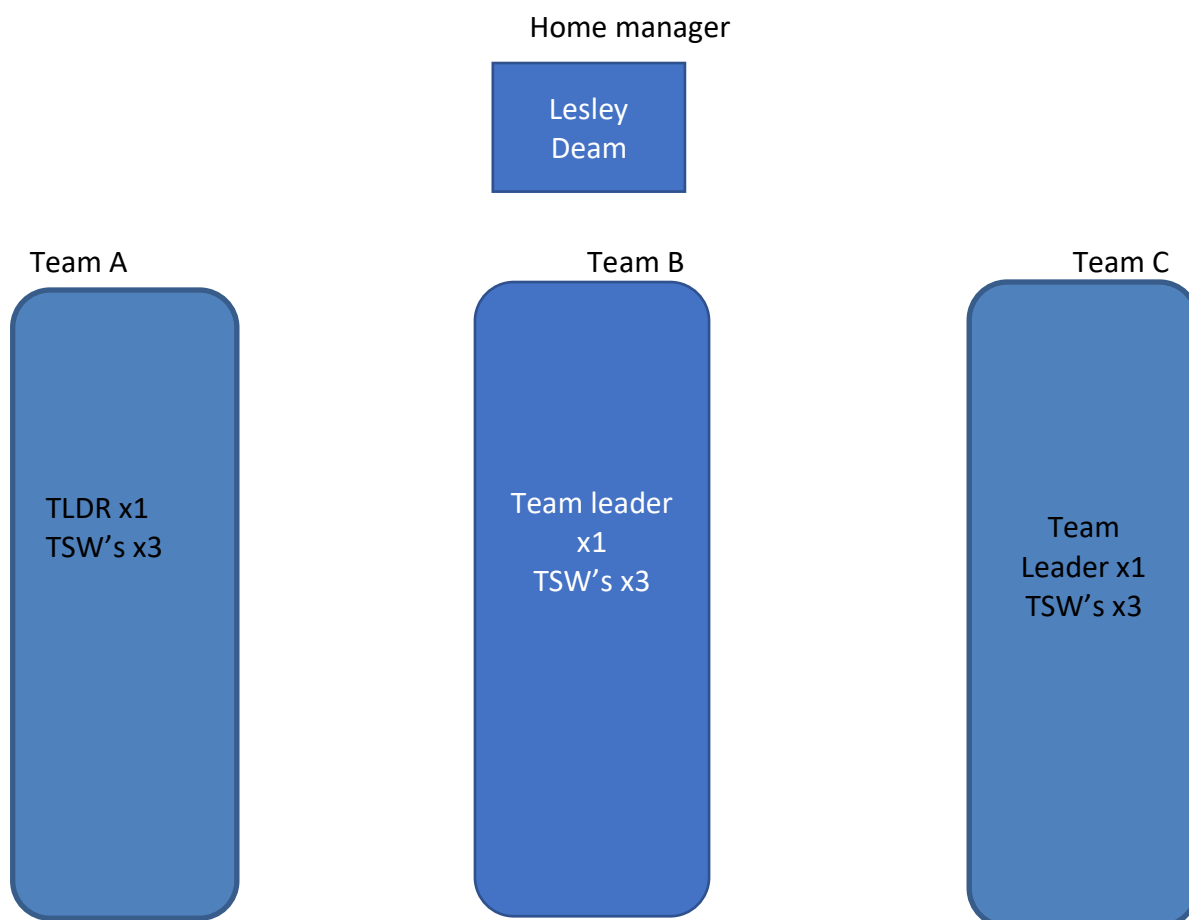 Home manager
Lesley
Deam
Team A
Team B
Team C
TLDR x1
TSW’s x3
Team leader
x1
TSW’s x3
Team
Leader x1
TSW’s x3